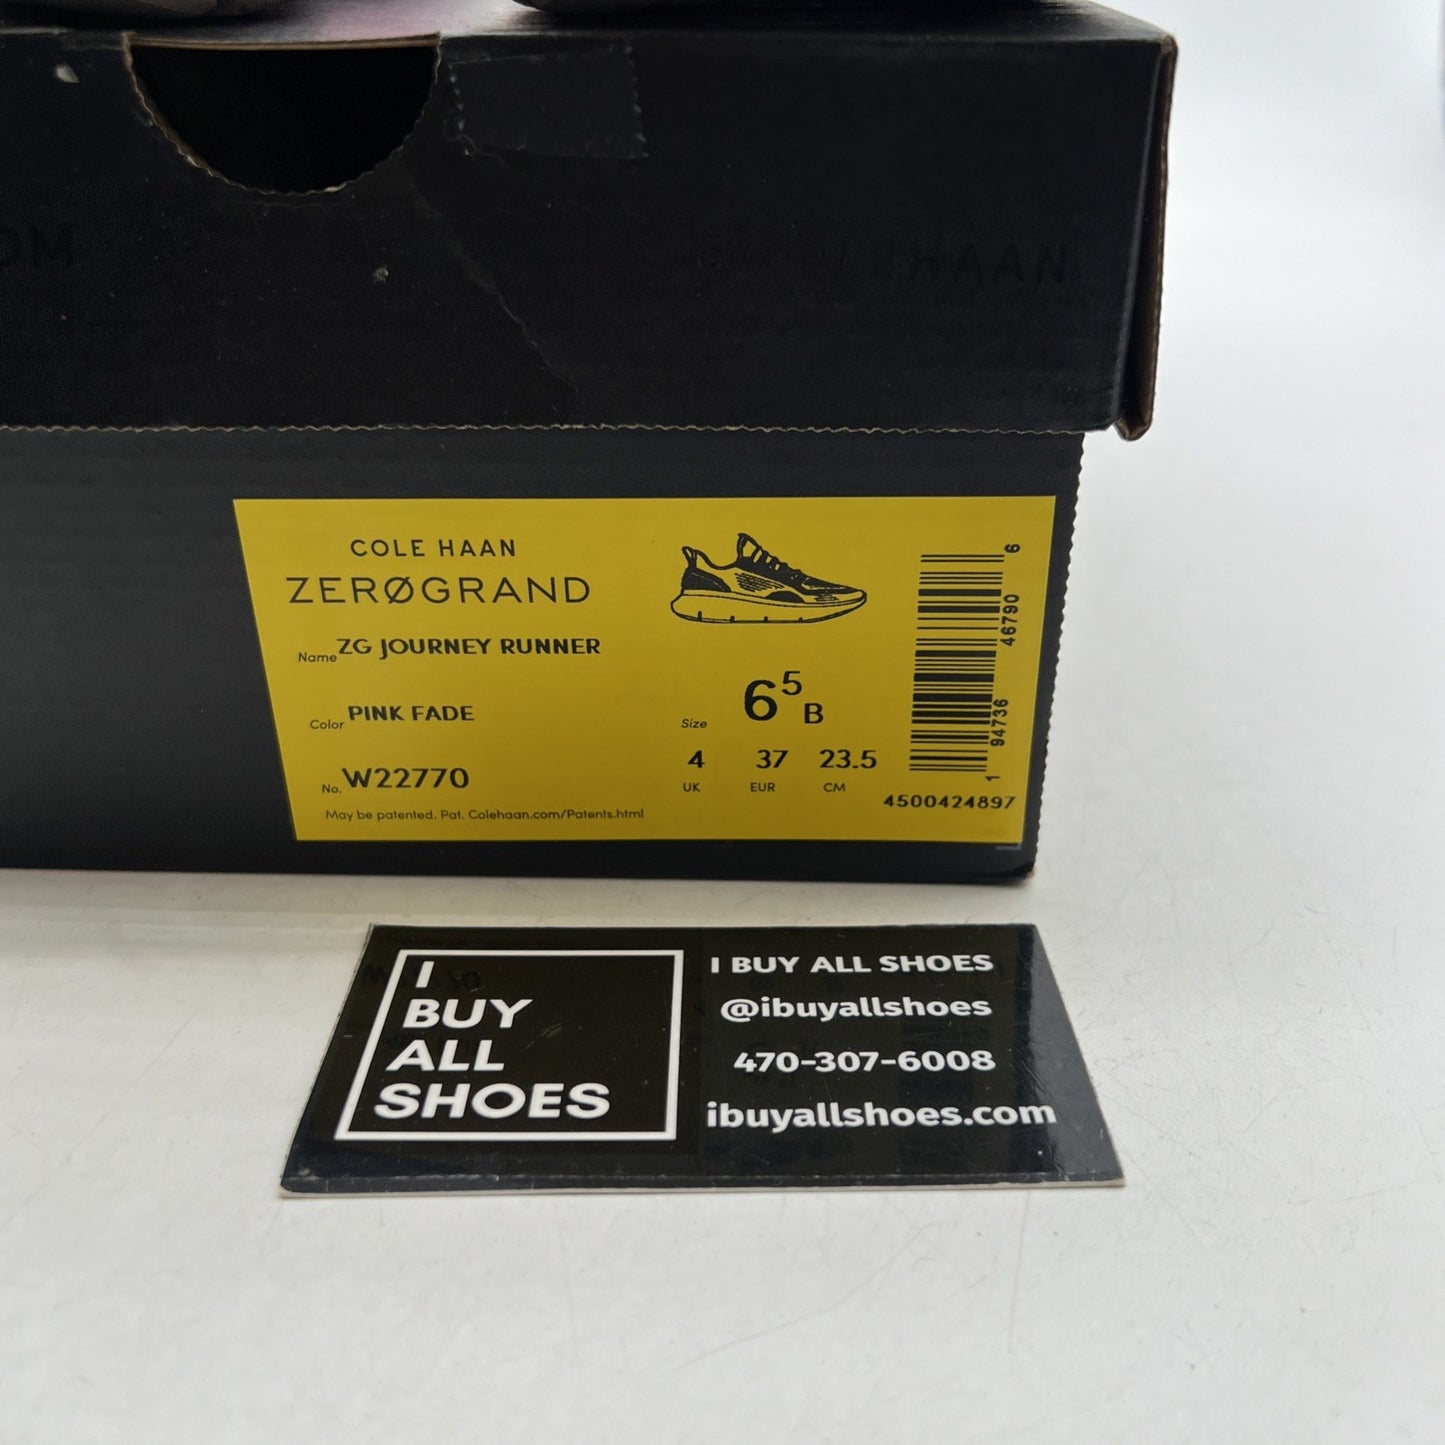 COLE HAAN
ZERØGRAND
Name ZG JOURNEY RUNNER
Color PINK FADE
No. W22770
May be patented. Pat. Colehaan.com/Patents.html
Size 6⁵ B
4 37 23.5
UK EUR CM
1 94736 46790 6
4500424897
I
BUY
ALL
SHOES
I BUY ALL SHOES
@ibuyallshoes
470-307-6008
ibuyallshoes.com